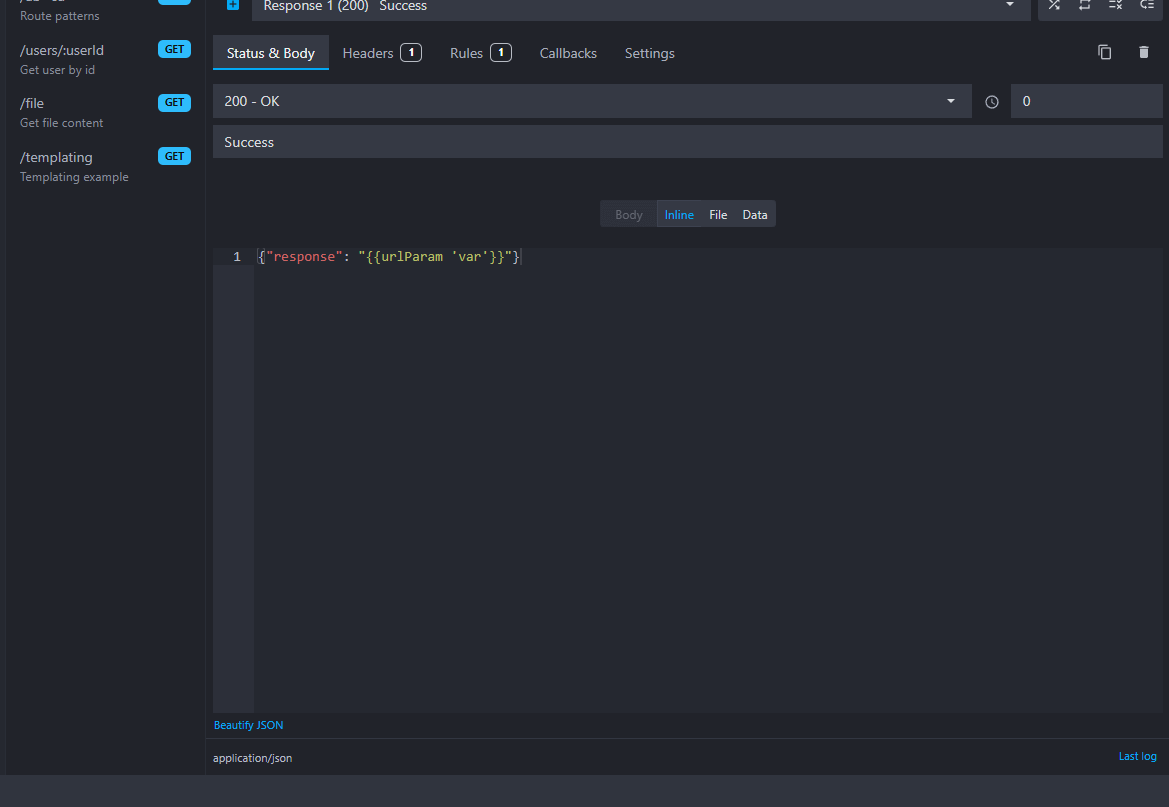 Response 1 (200) Success
Route patterns
/users/:userId GET
Get user by id
Status & Body Headers 1 Rules 1 Callbacks Settings
/file GET
Get file content
200 - OK 0
Success
/templating GET
Templating example
Body Inline File Data
1 {"response": "{{urlParam 'var'}}"}
Beautify JSON
application/json Last log